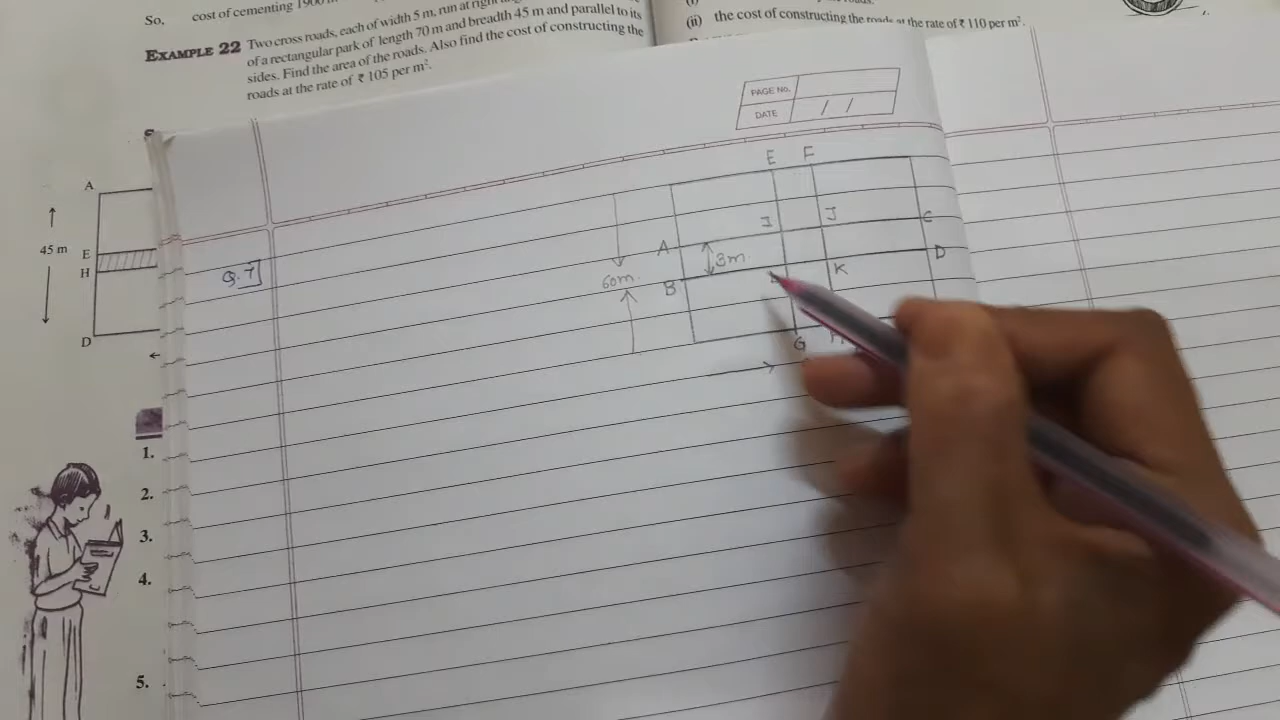 So, cost of cementing 1900 m
(ii) the cost of constructing the roads at the rate of ₹ 110 per m².
EXAMPLE 22 Two cross roads, each of width 5 m, run at right
of a rectangular park of length 70 m and breadth 45 m and parallel to its
sides. Find the area of the roads. Also find the cost of constructing the
roads at the rate of ₹ 105 per m².
PAGE No.
DATE / /
E F
A
45 m
E
H
D
Q.7]
A I J C
3m
60m
B K D
G
1.
2.
3.
4.
5.